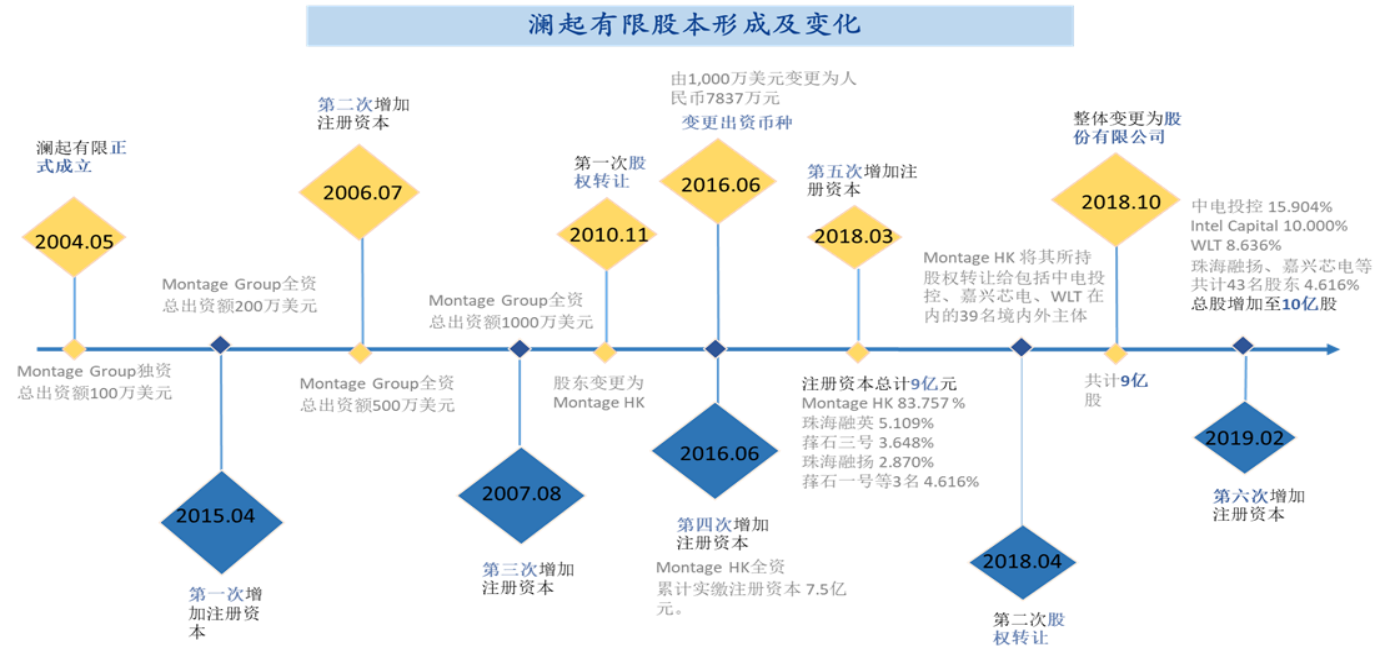 澜起有限股本形成及变化
澜起有限正
式成立
2004.05
Montage Group独资
总出资额100万美元
Montage Group全资
总出资额200万美元
2015.04
第一次增
加注册资
本
第二次增加
注册资本
2006.07
Montage Group全资
总出资额500万美元
Montage Group全资
总出资额1000万美元
2007.08
第三次增加
注册资本
第一次股
权转让
2010.11
股东变更为
Montage HK
由1,000万美元变更为人
民币7837万元
变更出资币种
2016.06
2016.06
第四次增加
注册资本
Montage HK全资
累计实缴注册资本 7.5亿
元。
第五次增加注
册资本
2018.03
注册资本总计9亿元
Montage HK 83.757 %
珠海融英 5.109%
萚石三号 3.648%
珠海融扬 2.870%
萚石一号等3名 4.616%
Montage HK 将其所持
股权转让给包括中电投
控、嘉兴芯电、WLT 在
内的39名境内外主体
2018.04
第二次股
权转让
整体变更为股
份有限公司
2018.10
共计9亿
股
中电投控 15.904%
Intel Capital 10.000%
WLT 8.636%
珠海融扬、嘉兴芯电等
共计43名股东 4.616%
总股增加至10亿股
2019.02
第六次增加
注册资本